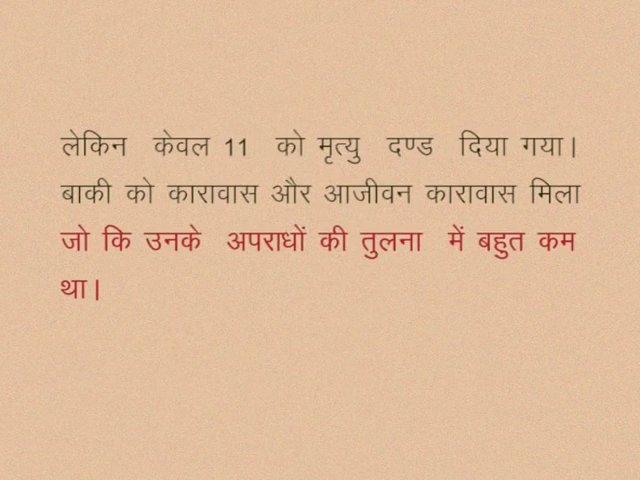 लेकिन केवल 11 को मृत्यु दण्ड दिया गया।
बाकी को कारावास और आजीवन कारावास मिला
जो कि उनके अपराधों की तुलना में बहुत कम
था।